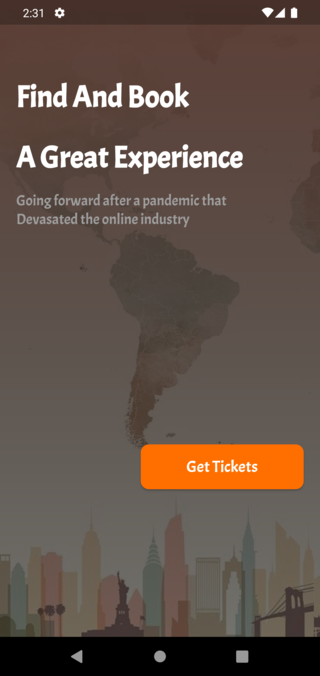 2:31
Find And Book
A Great Experience
Going forward after a pandemic that
Devasated the online industry
Get Tickets